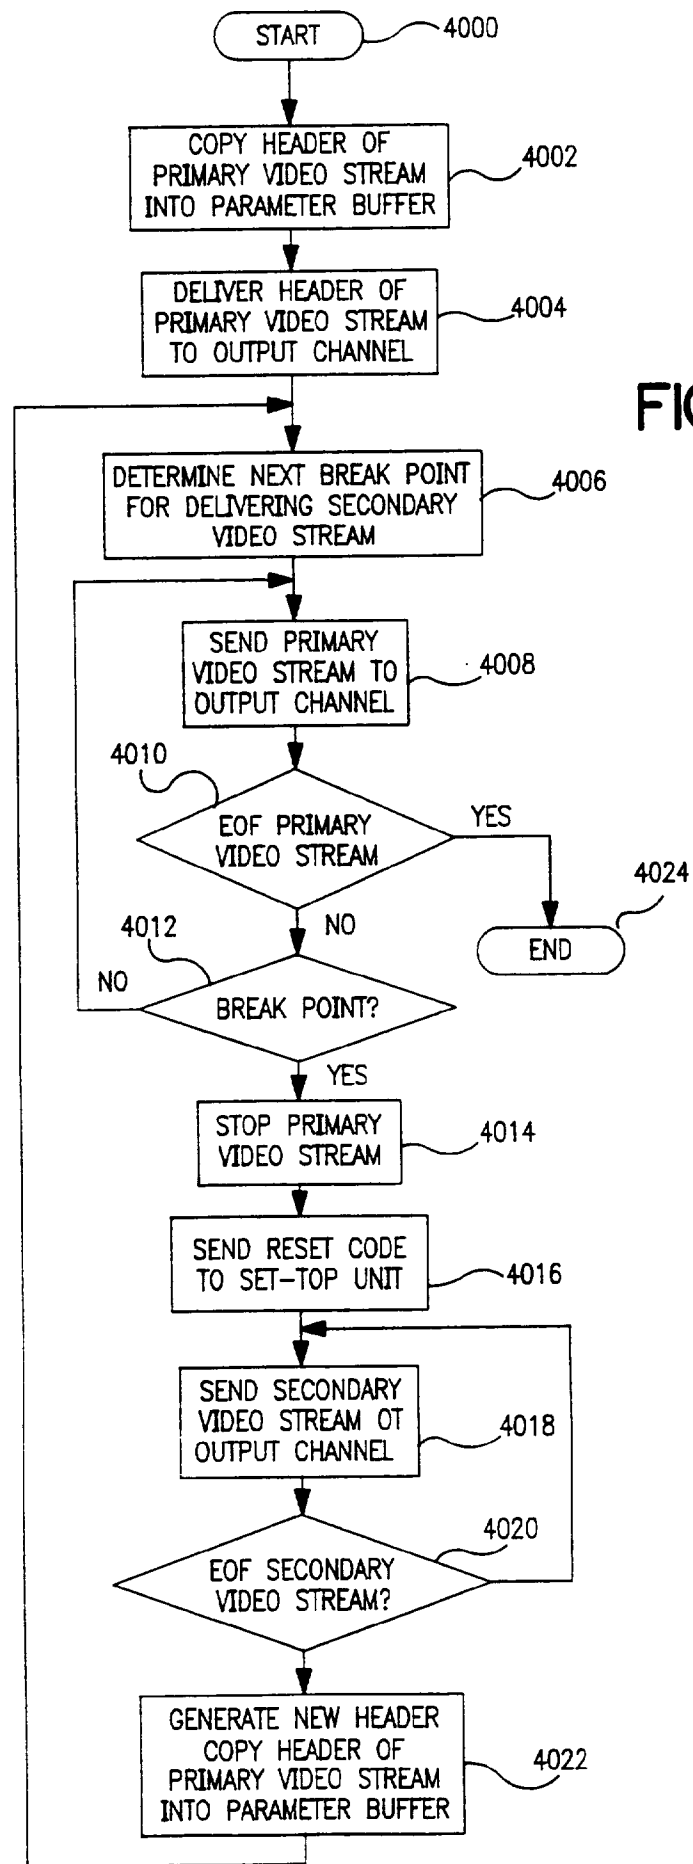 START
4000
COPY HEADER OF
PRIMARY VIDEO STREAM
INTO PARAMETER BUFFER
4002
DELIVER HEADER OF
PRIMARY VIDEO STREAM
TO OUTPUT CHANNEL
4004
FIG
DETERMINE NEXT BREAK POINT
FOR DELIVERING SECONDARY
VIDEO STREAM
4006
SEND PRIMARY
VIDEO STREAM TO
OUTPUT CHANNEL
4008
4010
EOF PRIMARY
VIDEO STREAM
YES
4024
END
NO
4012
NO
BREAK POINT?
YES
STOP PRIMARY
VIDEO STREAM
4014
SEND RESET CODE
TO SET-TOP UNIT
4016
SEND SECONDARY
VIDEO STREAM OT
OUTPUT CHANNEL
4018
4020
EOF SECONDARY
VIDEO STREAM?
GENERATE NEW HEADER
COPY HEADER OF
PRIMARY VIDEO STREAM
INTO PARAMETER BUFFER
4022